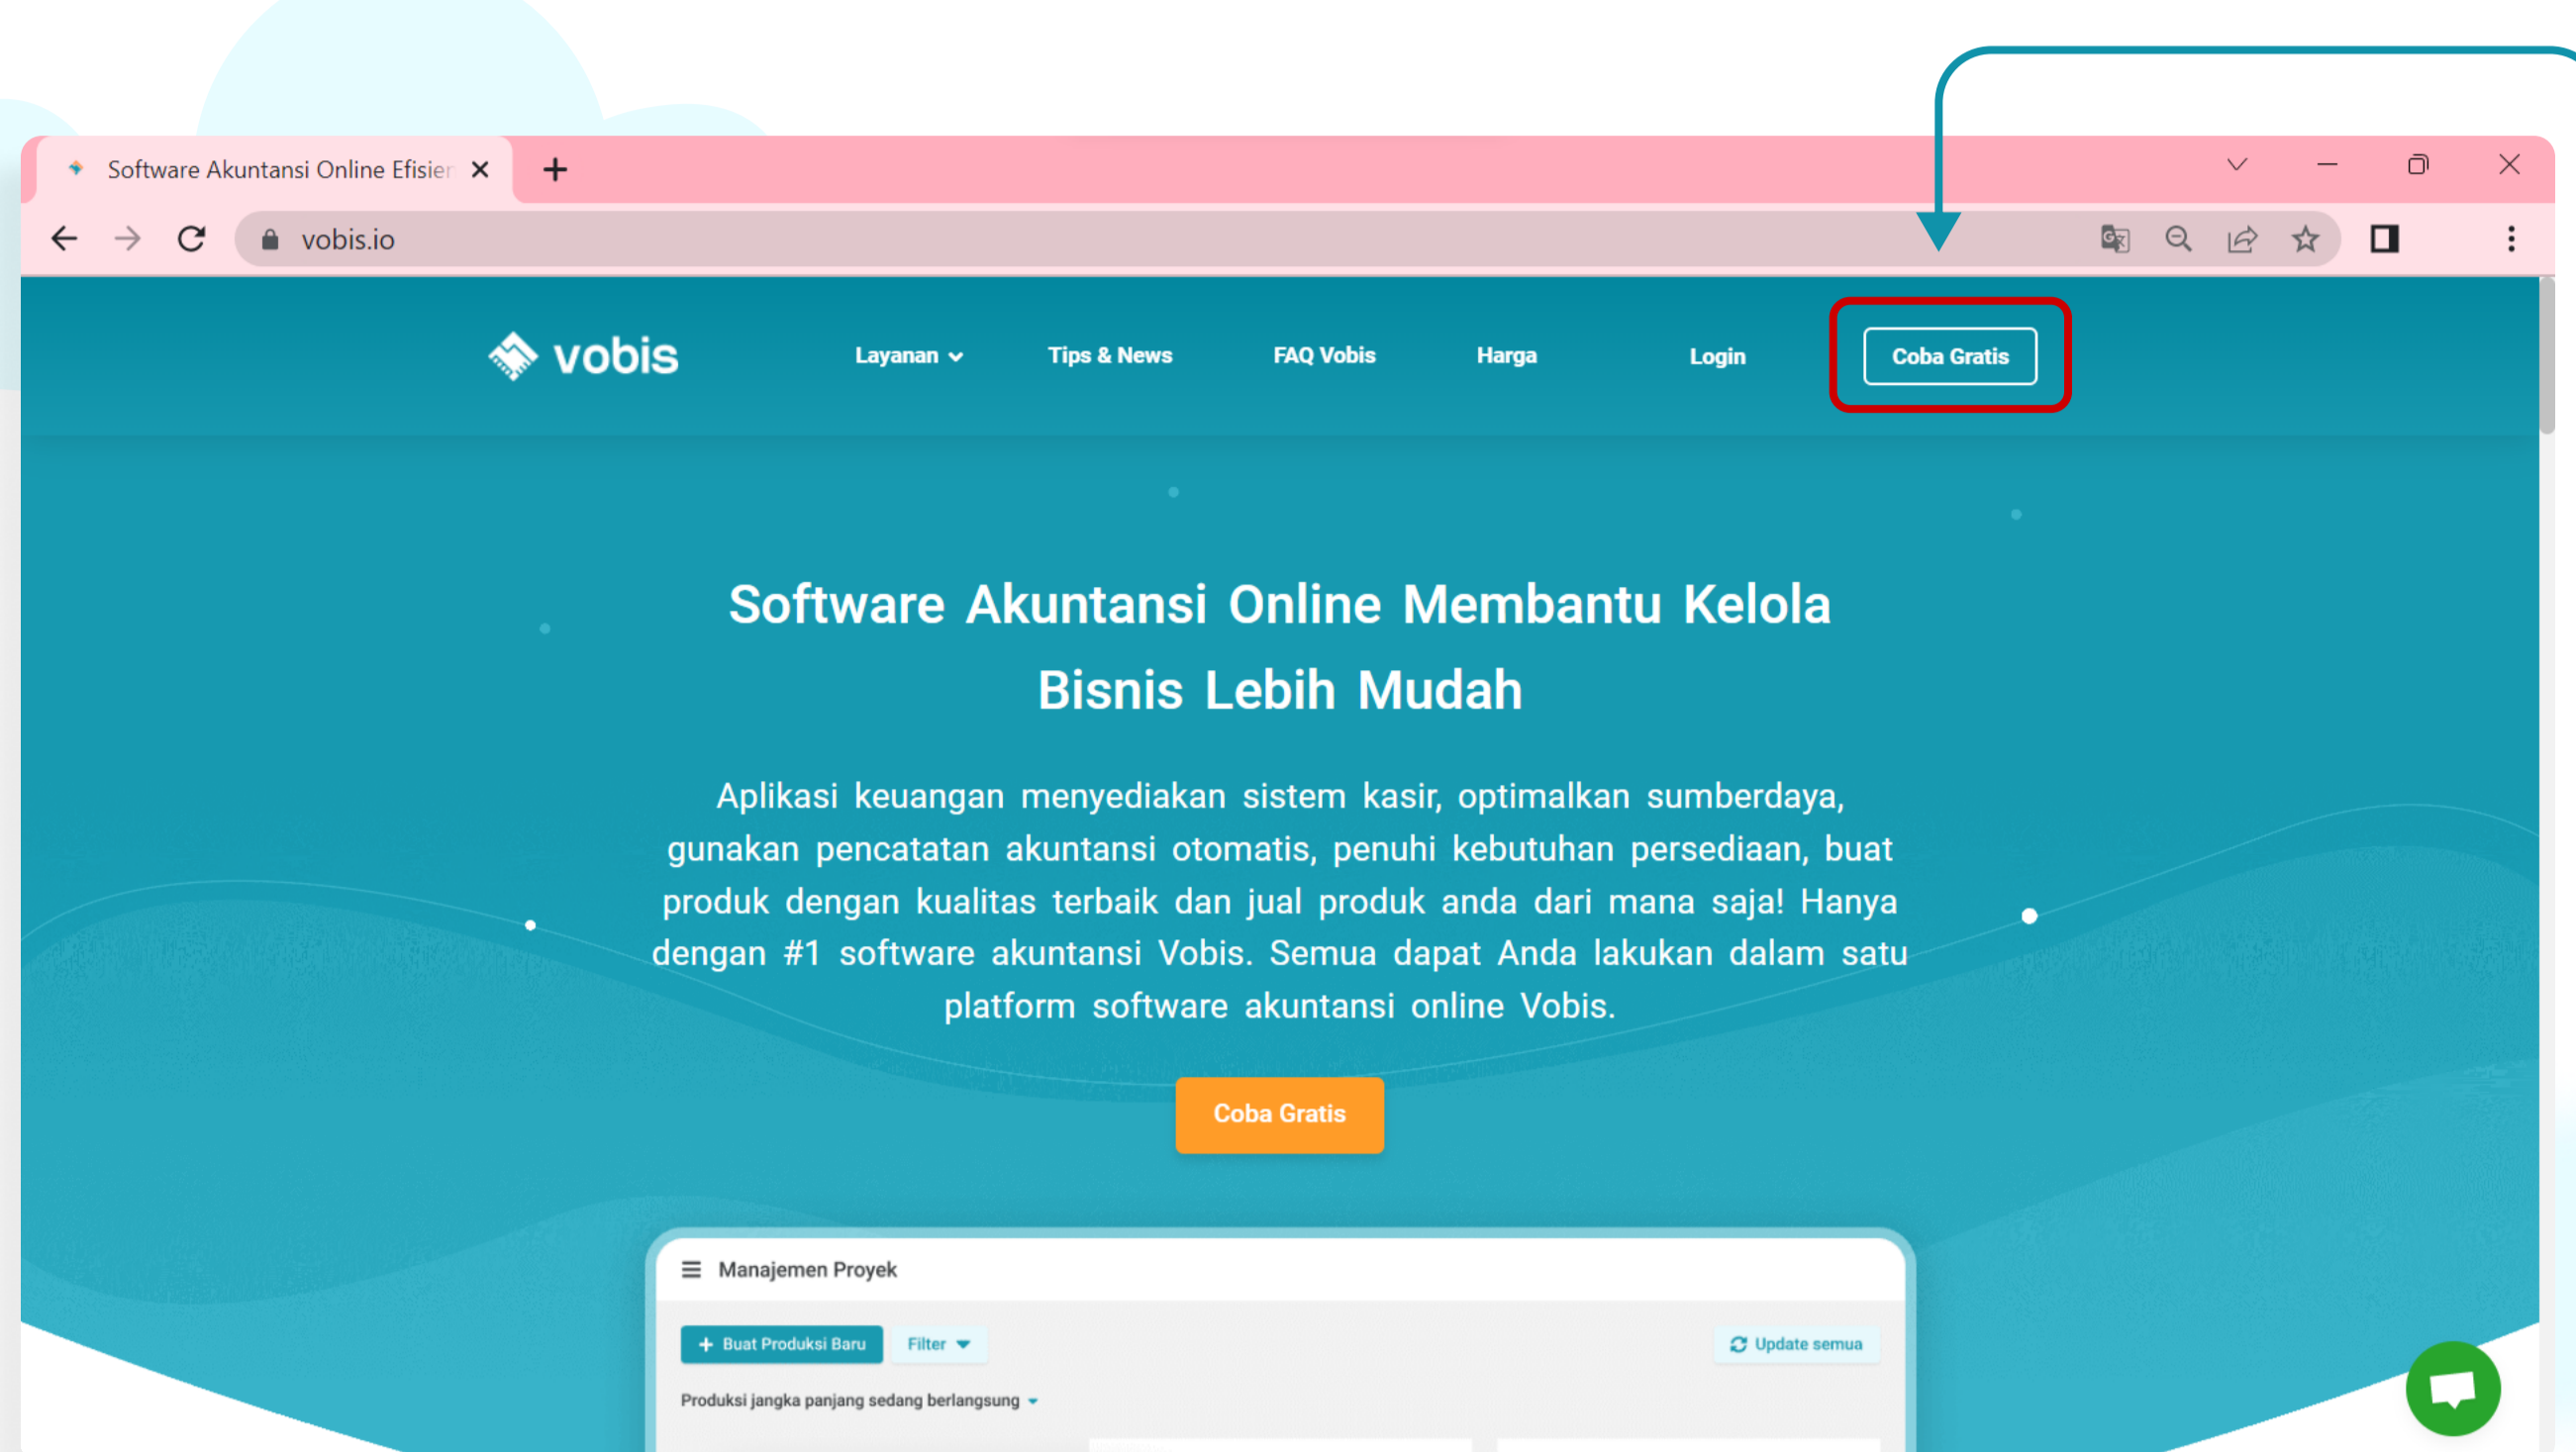 Software Akuntansi Online Efisien
vobis.io
vobis
Layanan
Tips & News
FAQ Vobis
Harga
Login
Coba Gratis
Software Akuntansi Online Membantu Kelola
Bisnis Lebih Mudah
Aplikasi keuangan menyediakan sistem kasir, optimalkan sumberdaya,
gunakan pencatatan akuntansi otomatis, penuhi kebutuhan persediaan, buat
produk dengan kualitas terbaik dan jual produk anda dari mana saja! Hanya
dengan #1 software akuntansi Vobis. Semua dapat Anda lakukan dalam satu
platform software akuntansi online Vobis.
Coba Gratis
Manajemen Proyek
+ Buat Produksi Baru
Filter
Update semua
Produksi jangka panjang sedang berlangsung